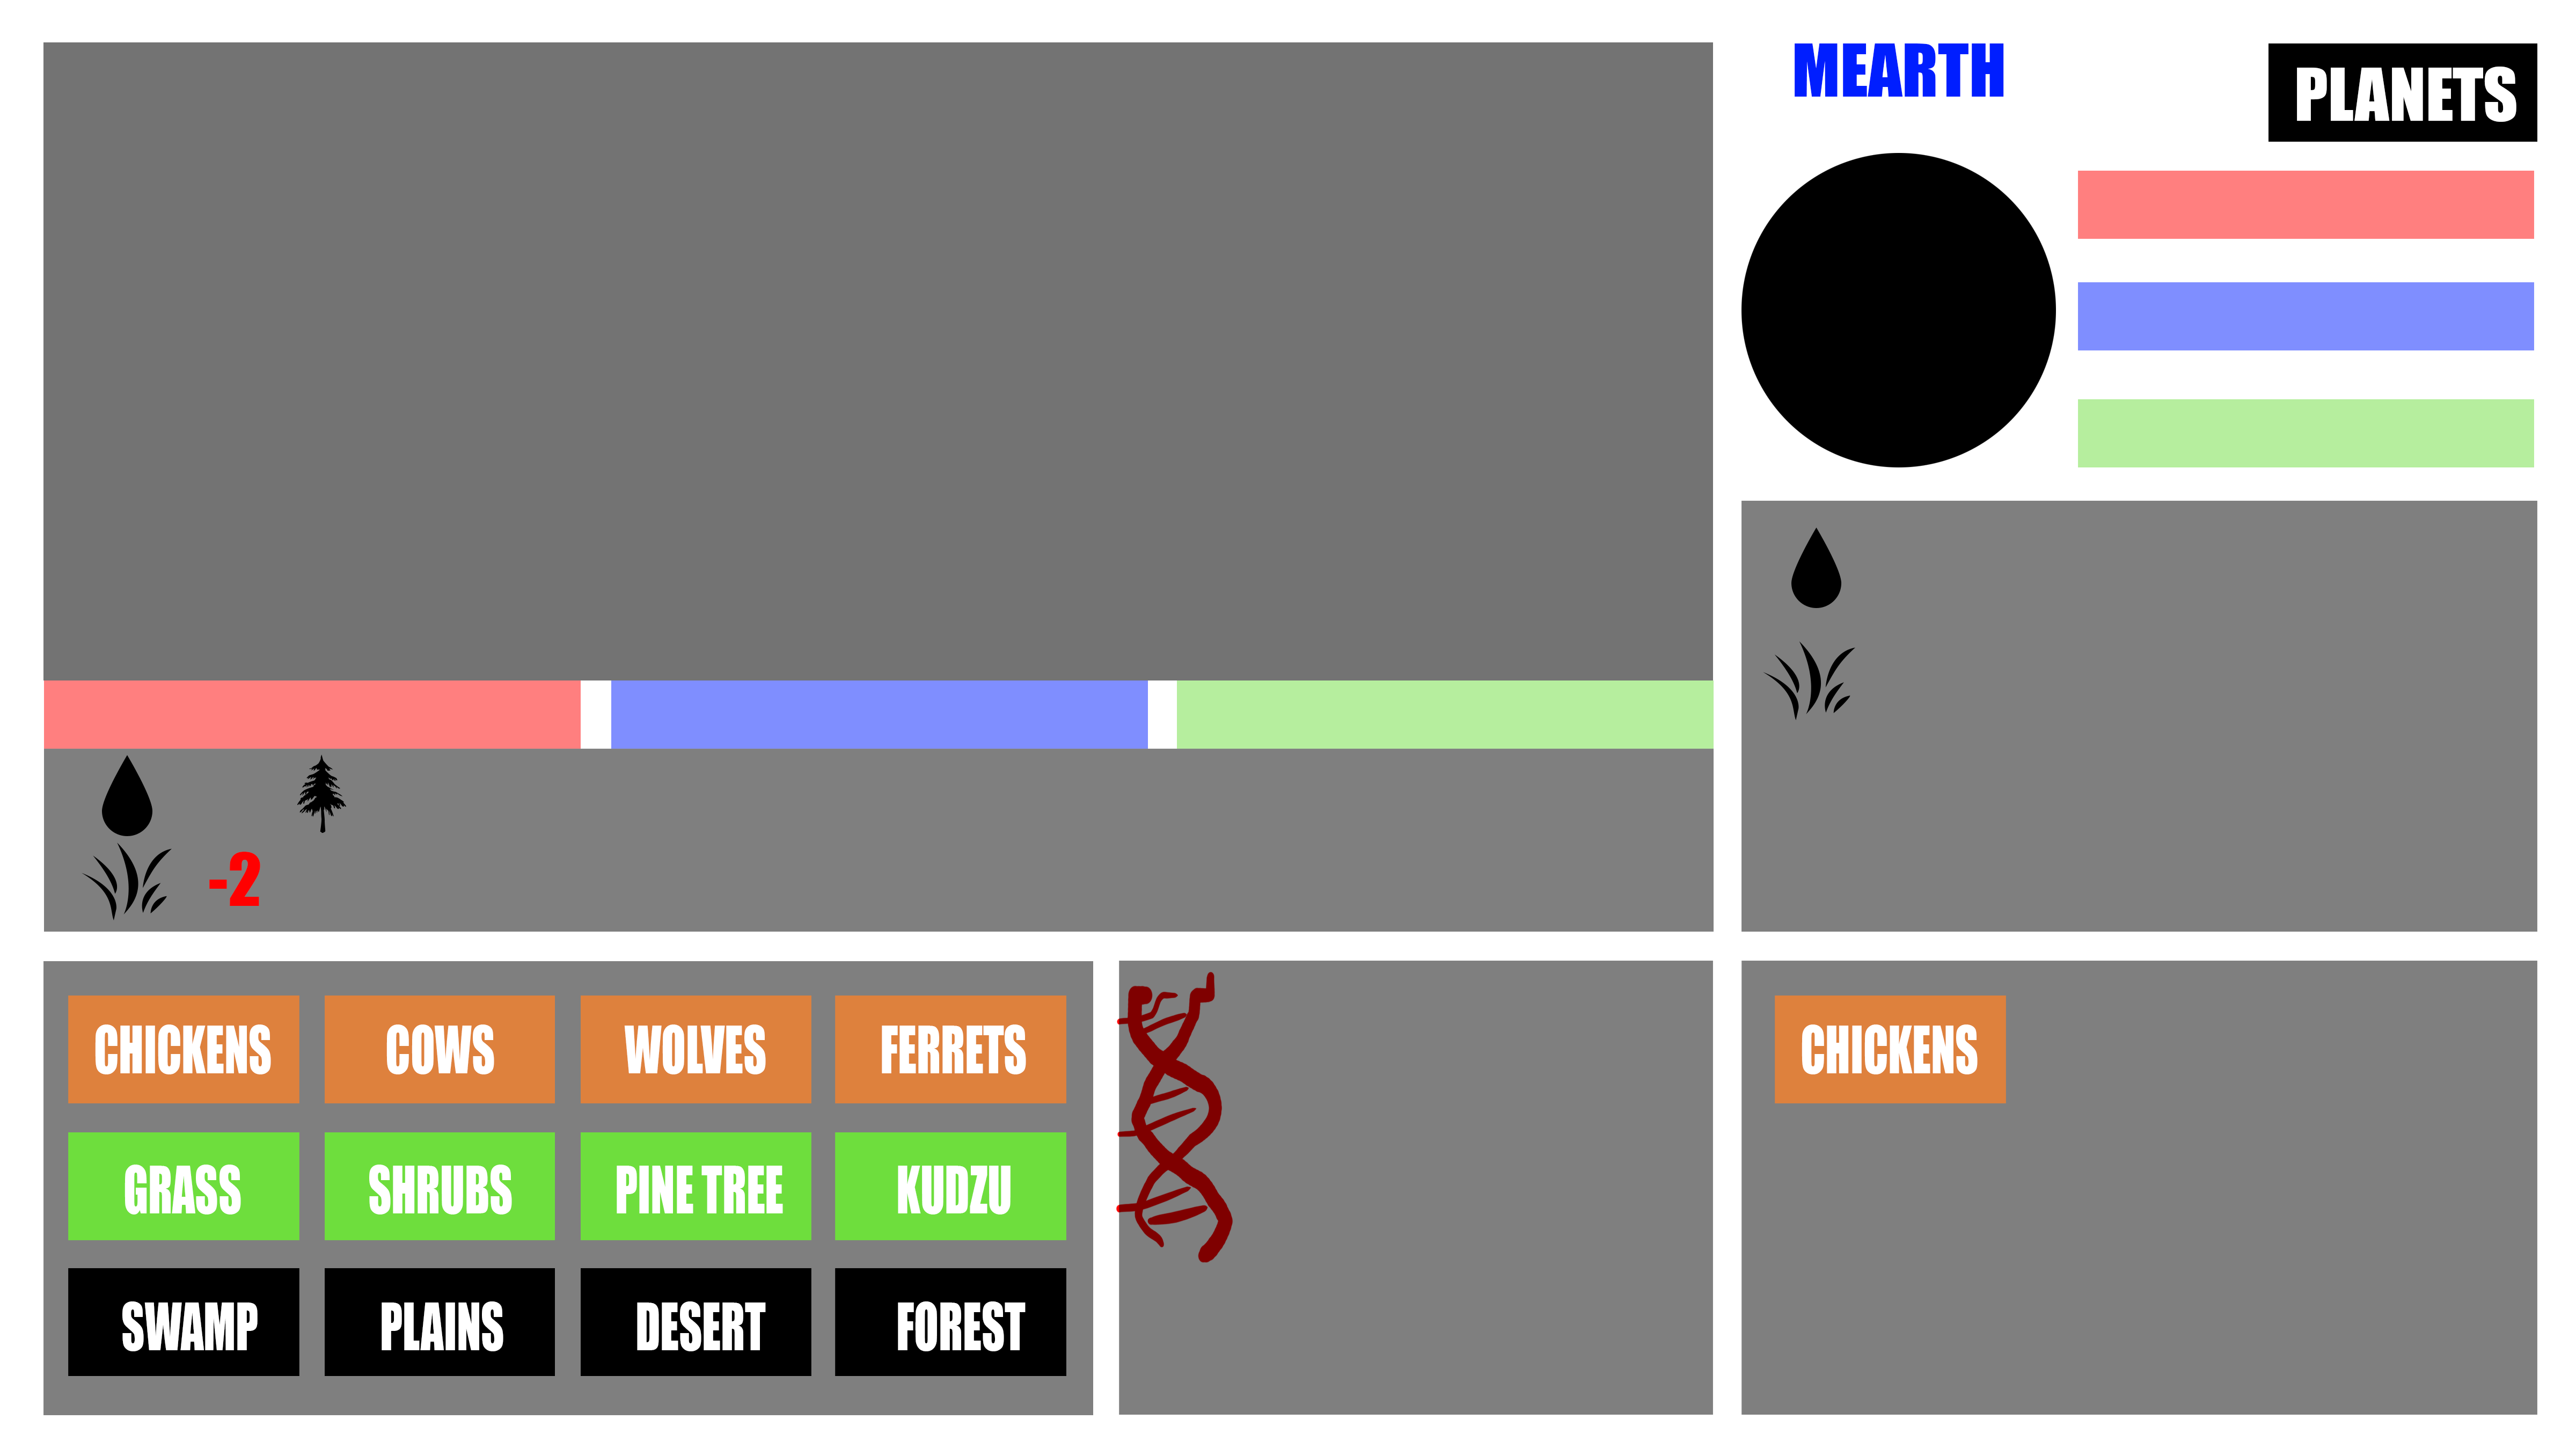 MEARTH
PLANETS
-2
CHICKENS
COWS
WOLVES
FERRETS
GRASS
SHRUBS
PINE TREE
KUDZU
SWAMP
PLAINS
DESERT
FOREST
CHICKENS